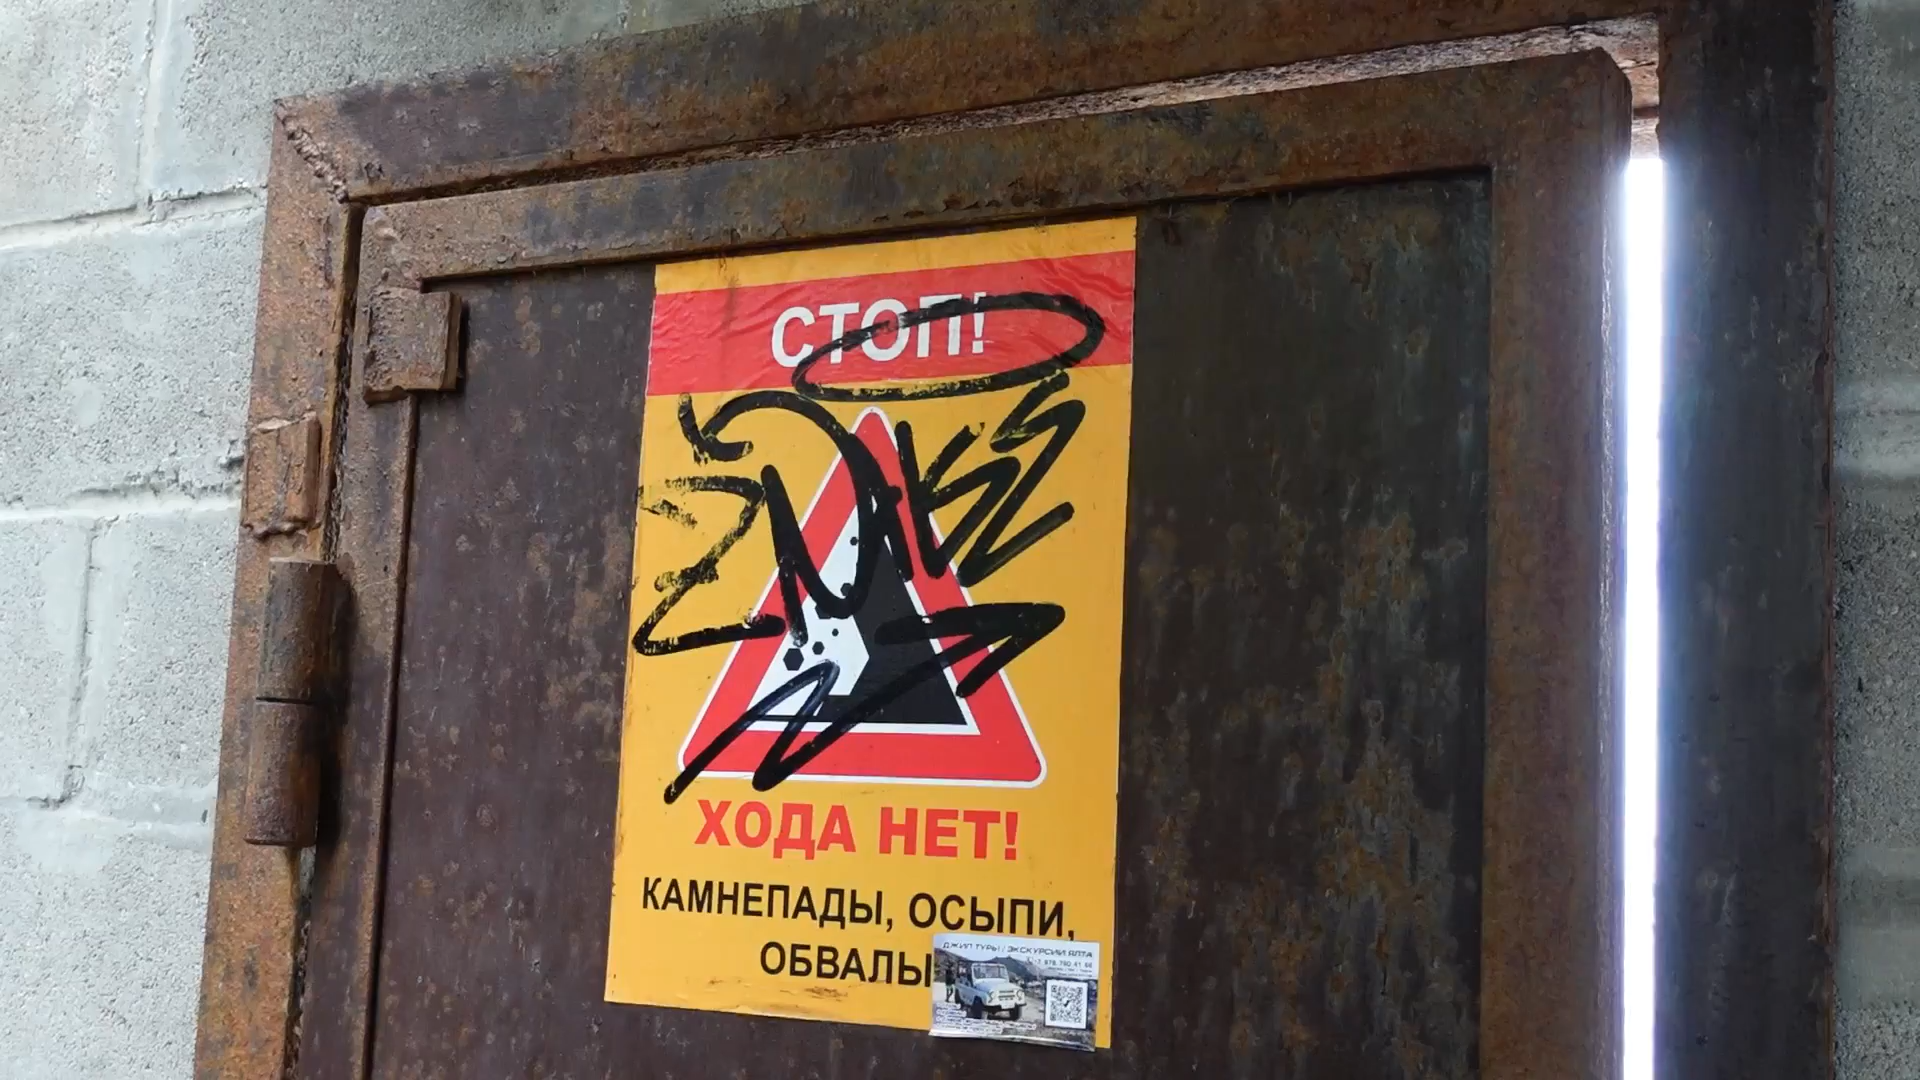 СТОП!
ХОДА НЕТ!
КАМНЕПАДЫ, ОСЫПИ,
ОБВАЛЫ
ДЖИП ТУРЫ / ЭКСКУРСИИ ЯЛТА